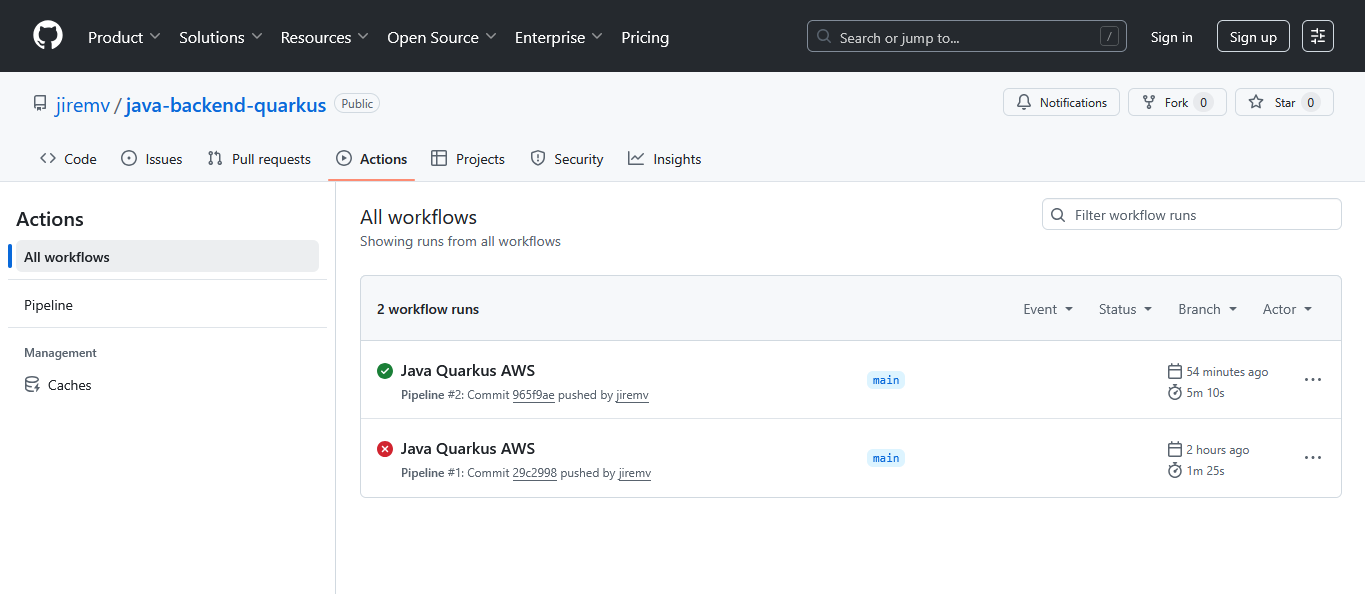 Product Solutions Resources Open Source Enterprise Pricing Search or jump to... / Sign in Sign up
jiremv / java-backend-quarkus Public Notifications Fork 0 Star 0
Code Issues Pull requests Actions Projects Security Insights
Actions
All workflows
Pipeline
Management
Caches
All workflows
Showing runs from all workflows
Filter workflow runs
2 workflow runs Event Status Branch Actor
Java Quarkus AWS
Pipeline #2: Commit 965f9ae pushed by jiremv
main
54 minutes ago
5m 10s
Java Quarkus AWS
Pipeline #1: Commit 29c2998 pushed by jiremv
main
2 hours ago
1m 25s